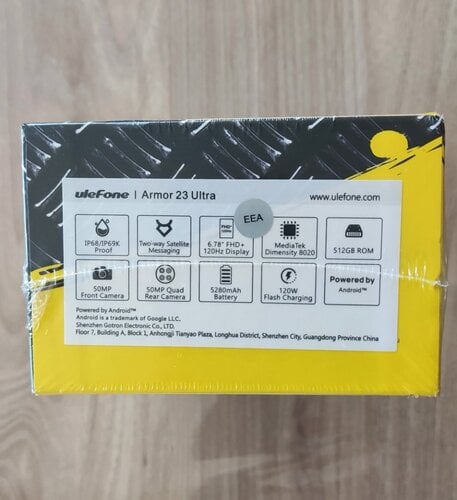 uleFone | Armor 23 Ultra
www.ulefone.com
EEA
IP68/IP69K
Proof
Two-way Satellite
Messaging
FHD+
6.78" FHD+
120Hz Display
MediaTek
Dimensity 8020
512GB ROM
50MP
Front Camera
50MP Quad
Rear Camera
5280mAh
Battery
120W
Flash Charging
Powered by
Android™
Powered by Android™
Android is a trademark of Google LLC.
Shenzhen Gotron Electronic Co., LTD.
Floor 7, Building A, Block 1, Anhongji Tianyao Plaza, Longhua District, Shenzhen City, Guangdong Province China